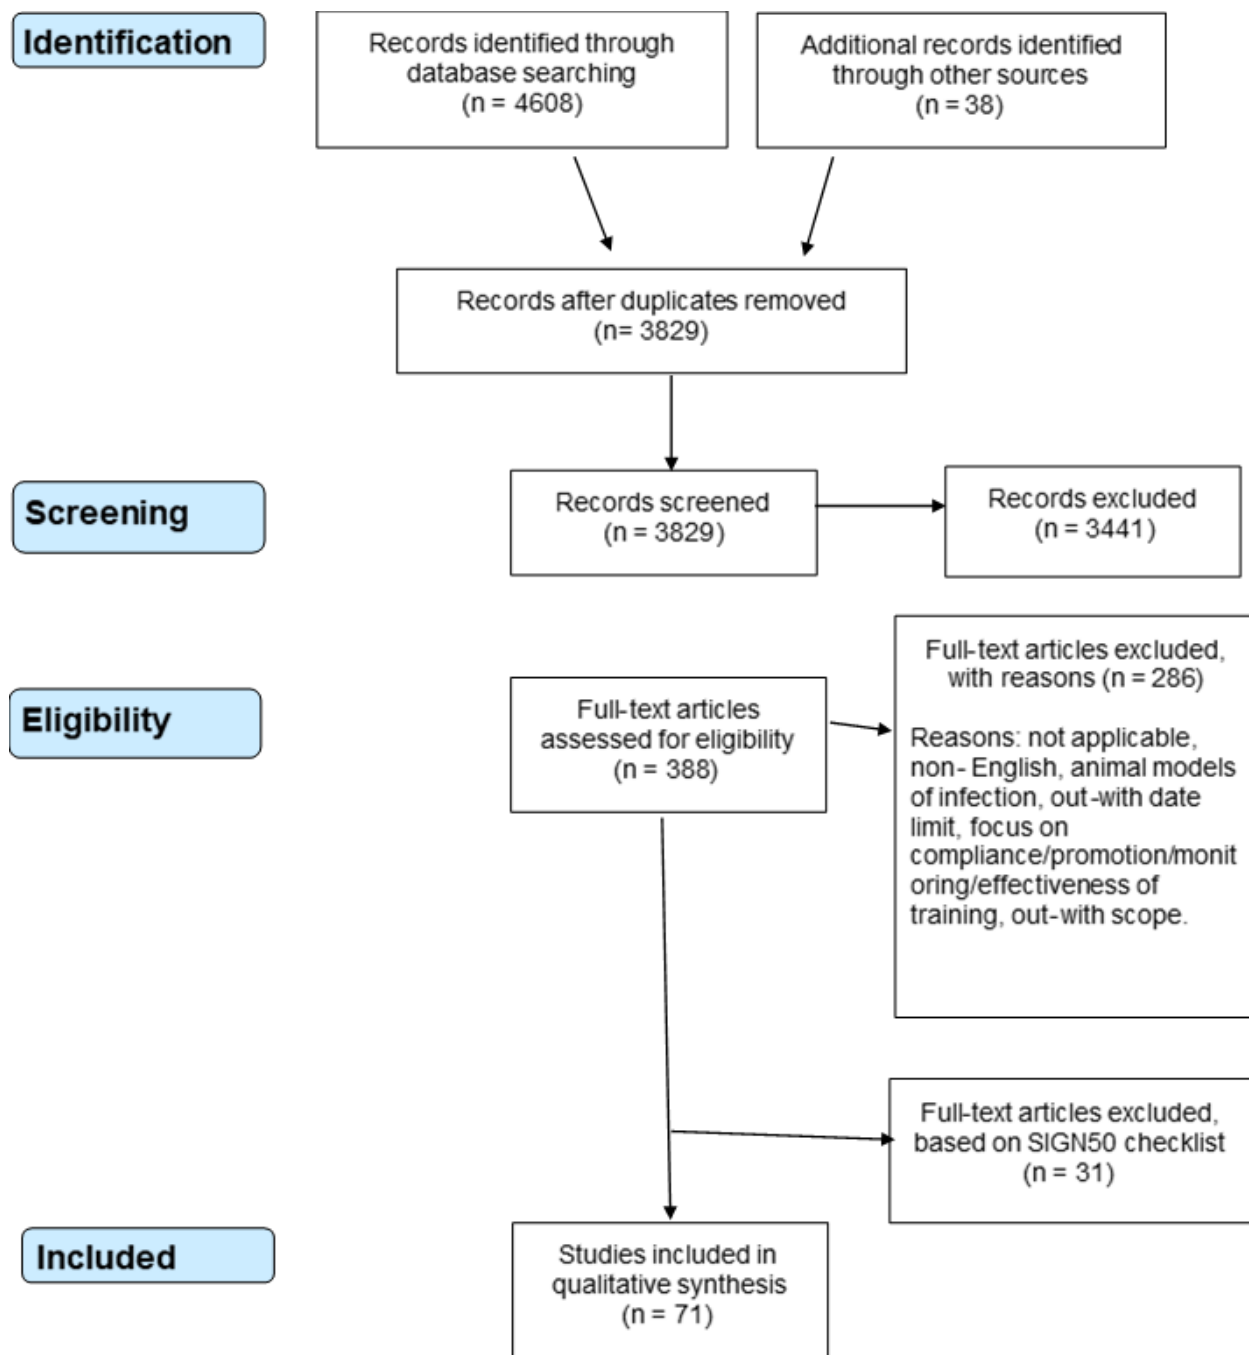 Identification
Records identified through
database searching
(n = 4608)
Additional records identified
through other sources
(n = 38)
Records after duplicates removed
(n= 3829)
Screening
Records screened
(n = 3829)
Records excluded
(n = 3441)
Eligibility
Full-text articles
assessed for eligibility
(n = 388)
Full-text articles excluded,
with reasons (n = 286)
Reasons: not applicable,
non- English, animal models
of infection, out-with date
limit, focus on
compliance/promotion/monit
oring/effectiveness of
training, out-with scope.
Full-text articles excluded,
based on SIGN50 checklist
(n = 31)
Included
Studies included in
qualitative synthesis
(n = 71)